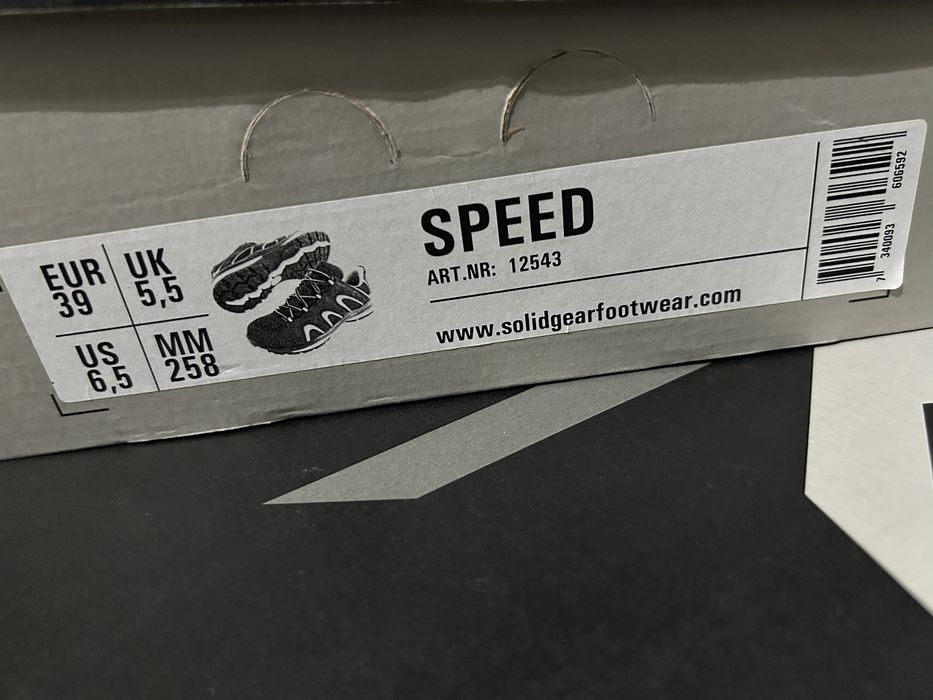 EUR
39
UK
5,5
US
6,5
MM
258
SPEED
ART.NR: 12543
www.solidgearfootwear.com
7 340093 606592